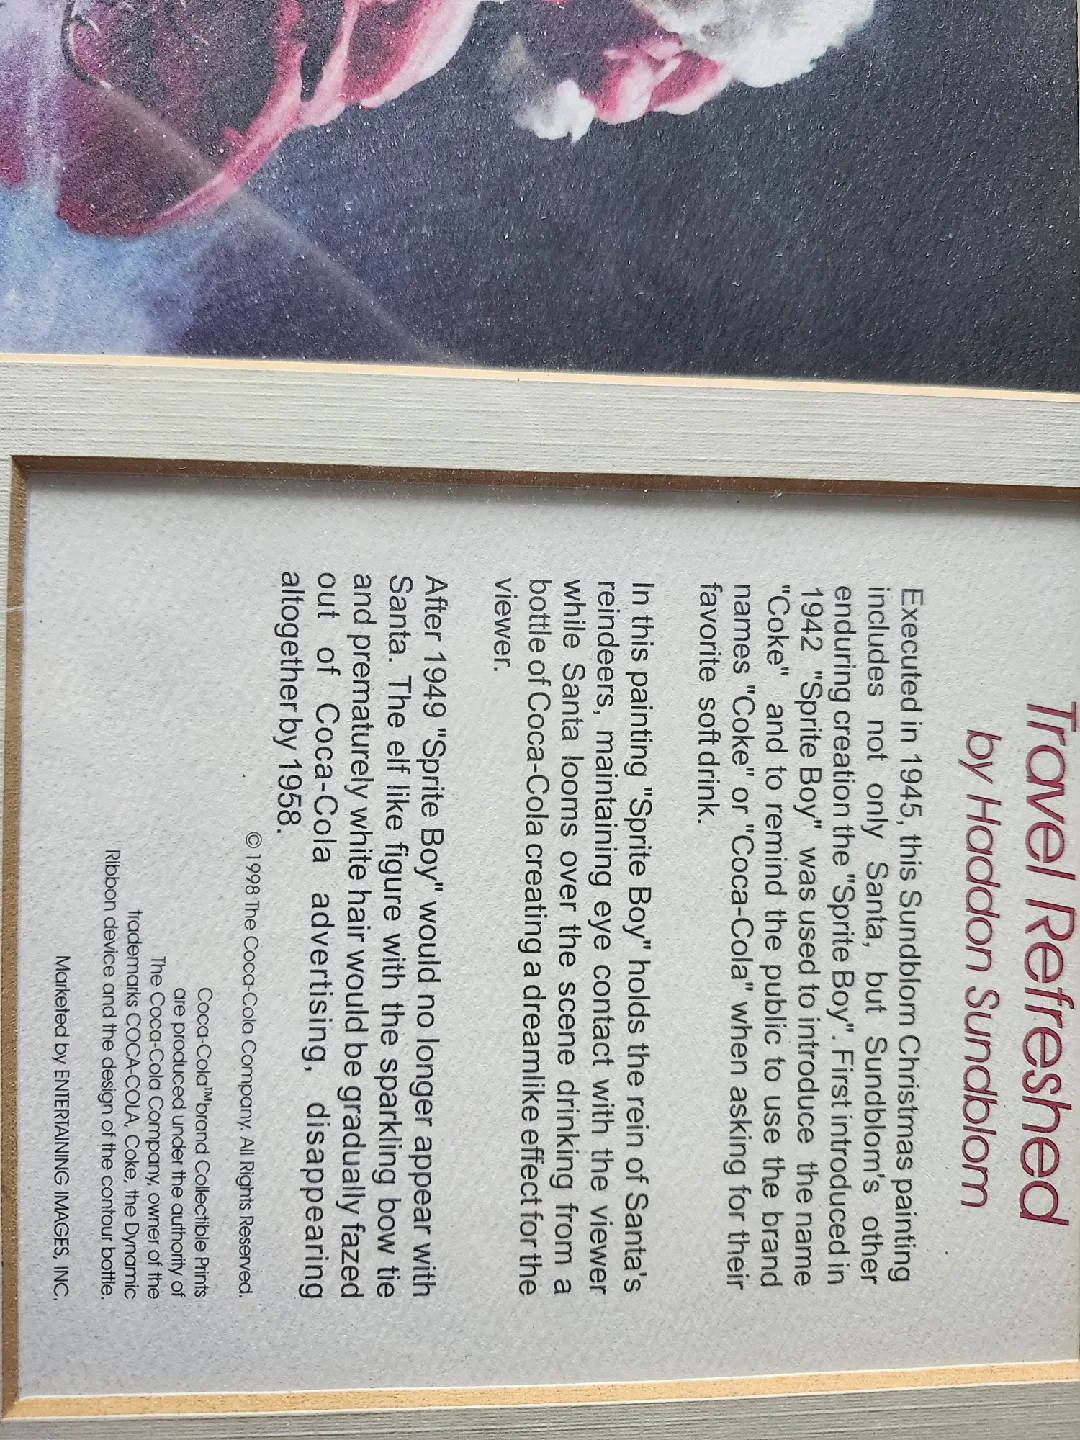 Travel Refreshed
by Haddon Sundblom
Executed in 1945, this Sundblom Christmas painting
includes not only Santa, but Sundblom's other
enduring creation the "Sprite Boy". First introduced in
1942 "Sprite Boy" was used to introduce the name
"Coke" and to remind the public to use the brand
names "Coke" or "Coca-Cola" when asking for their
favorite soft drink.
In this painting "Sprite Boy" holds the rein of Santa's
reindeers, maintaining eye contact with the viewer
while Santa looms over the scene drinking from a
bottle of Coca-Cola creating a dreamlike effect for the
viewer.
After 1949 "Sprite Boy" would no longer appear with
Santa. The elf like figure with the sparkling bow tie
and prematurely white hair would be gradually fazed
out of Coca-Cola advertising, disappearing
altogether by 1958.
© 1998 The Coca-Cola Company. All Rights Reserved.
Coca-Cola™brand Collectible Prints
are produced under the authority of
The Coca-Cola Company, owner of the
trademarks COCA-COLA, Coke, the Dynamic
Ribbon device and the design of the contour bottle.
Marketed by ENTERTAINING IMAGES, INC.